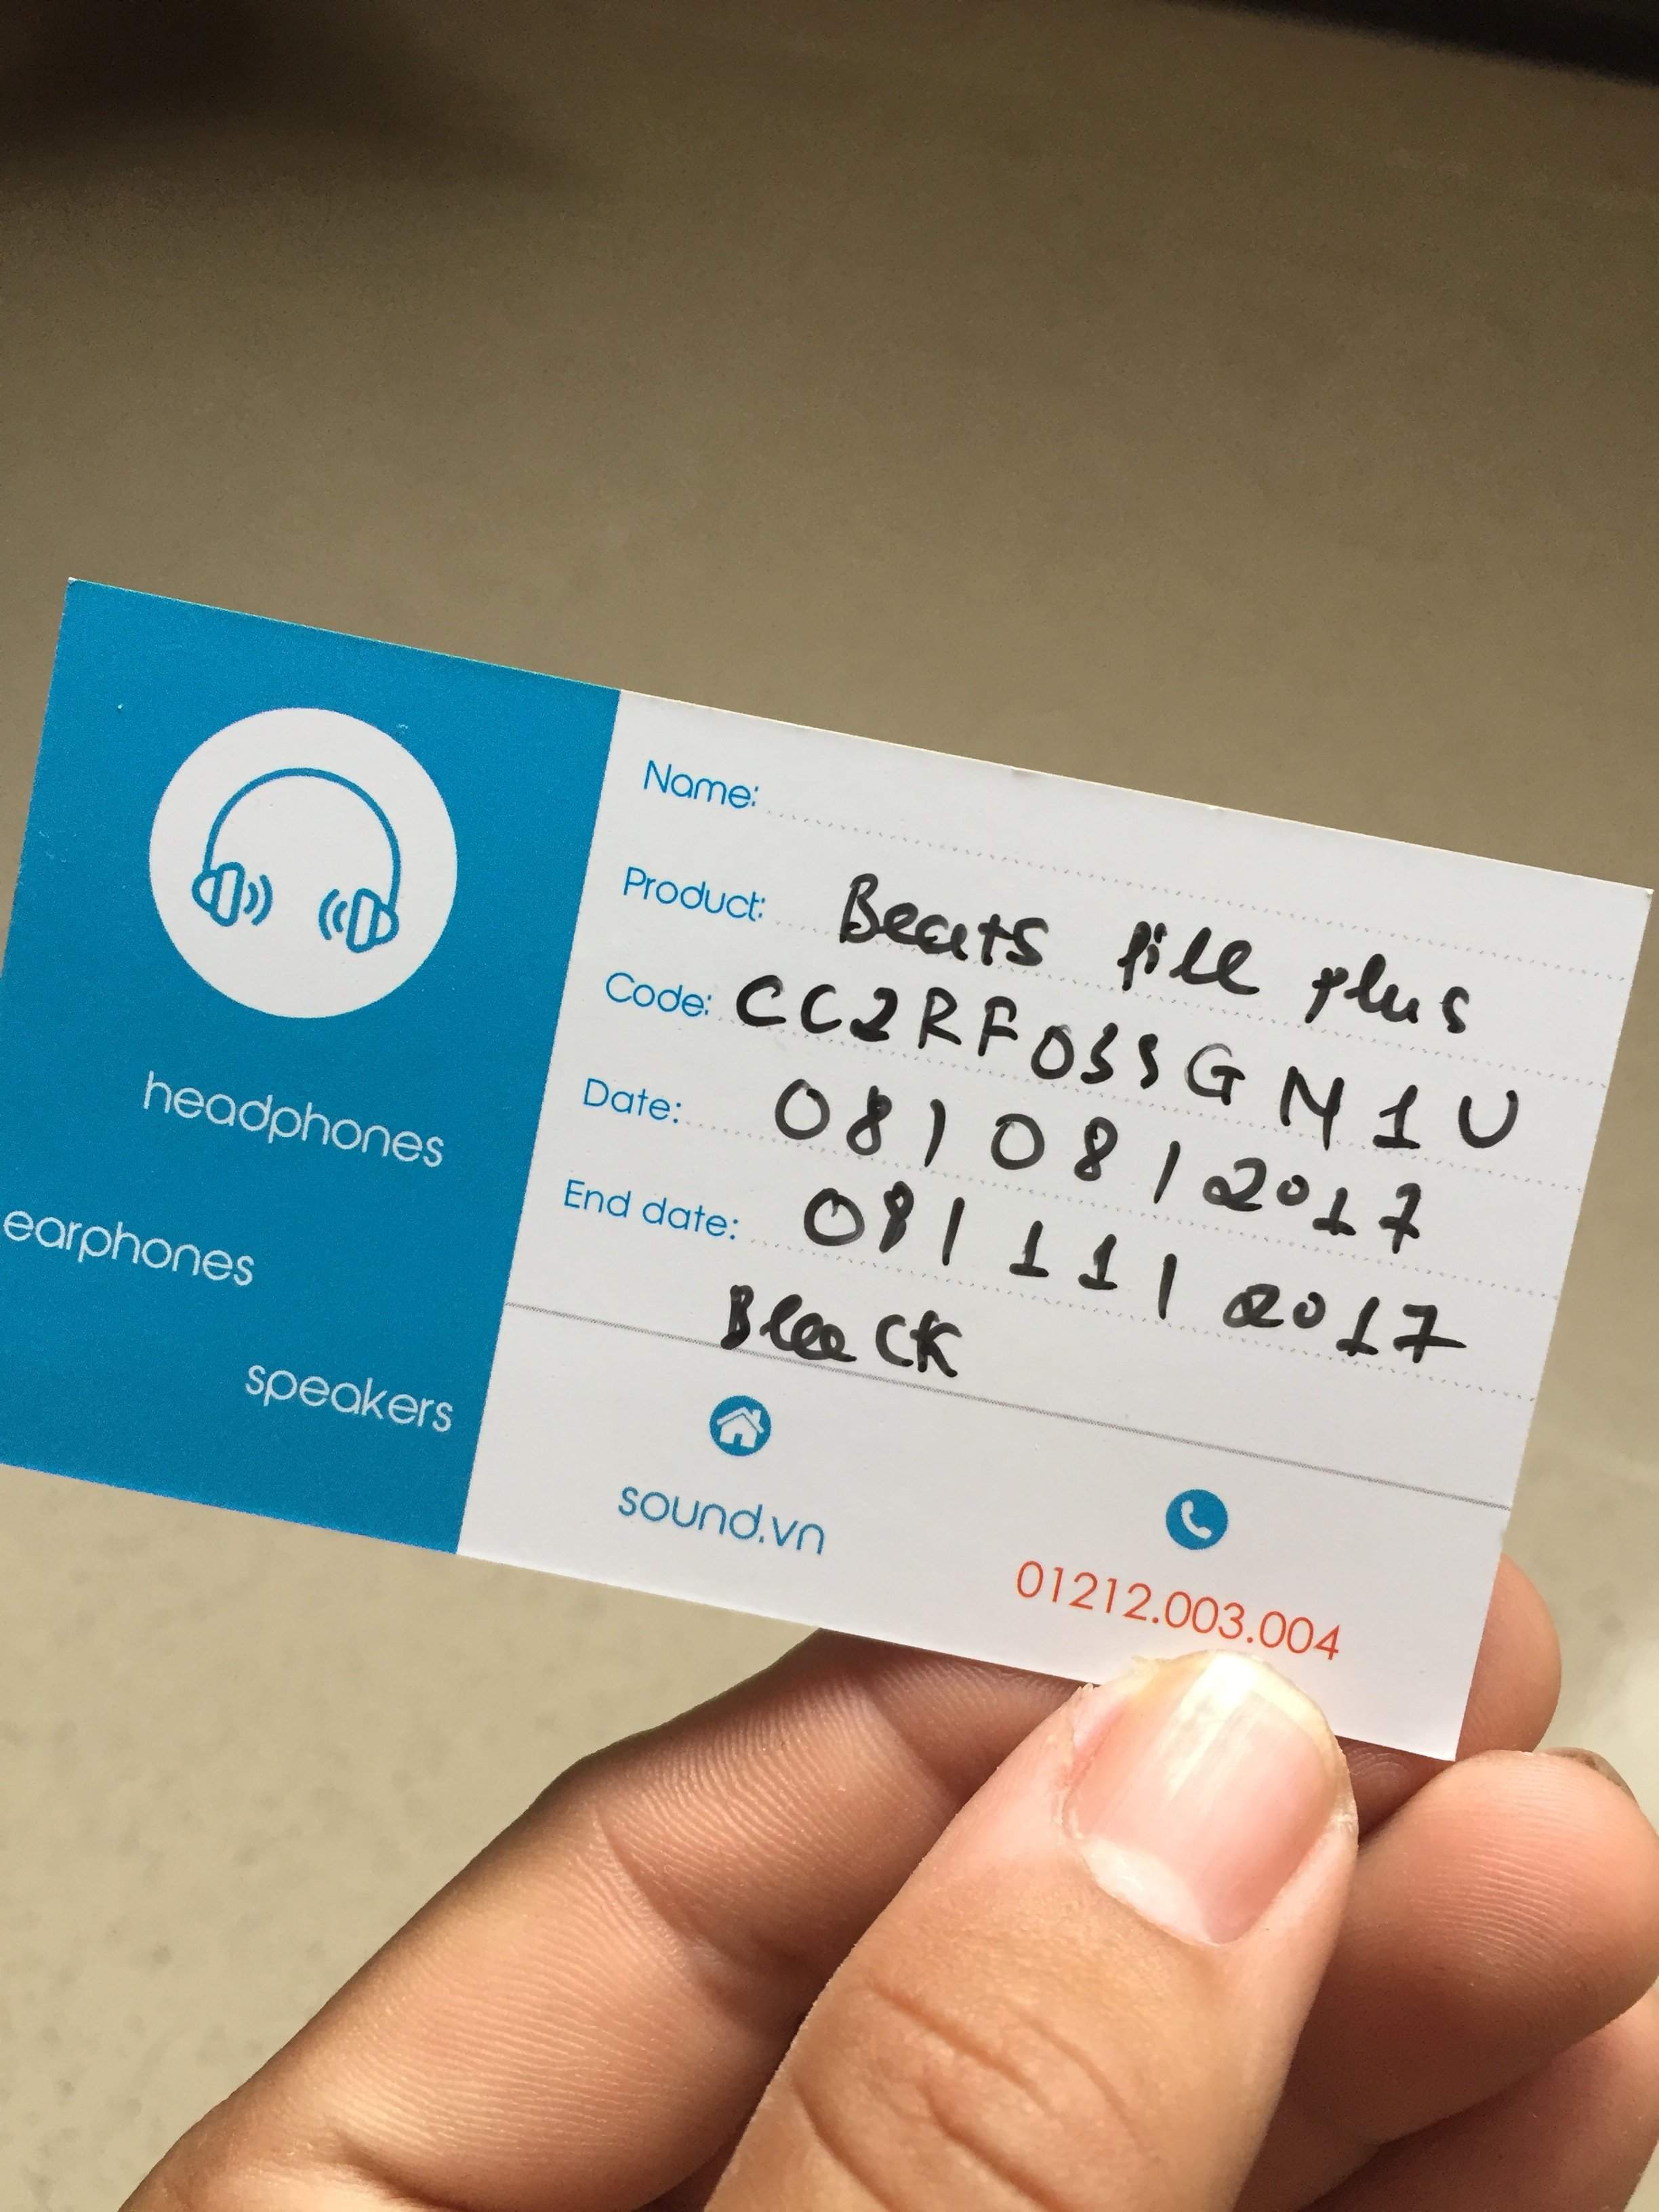 headphones
earphones
speakers
Name:
Product: Beats pill plus
Code: CC2RF03SGM1U
Date: 08/08/2017
End date: 08/11/2017
Black
sound.vn
01212.003.004